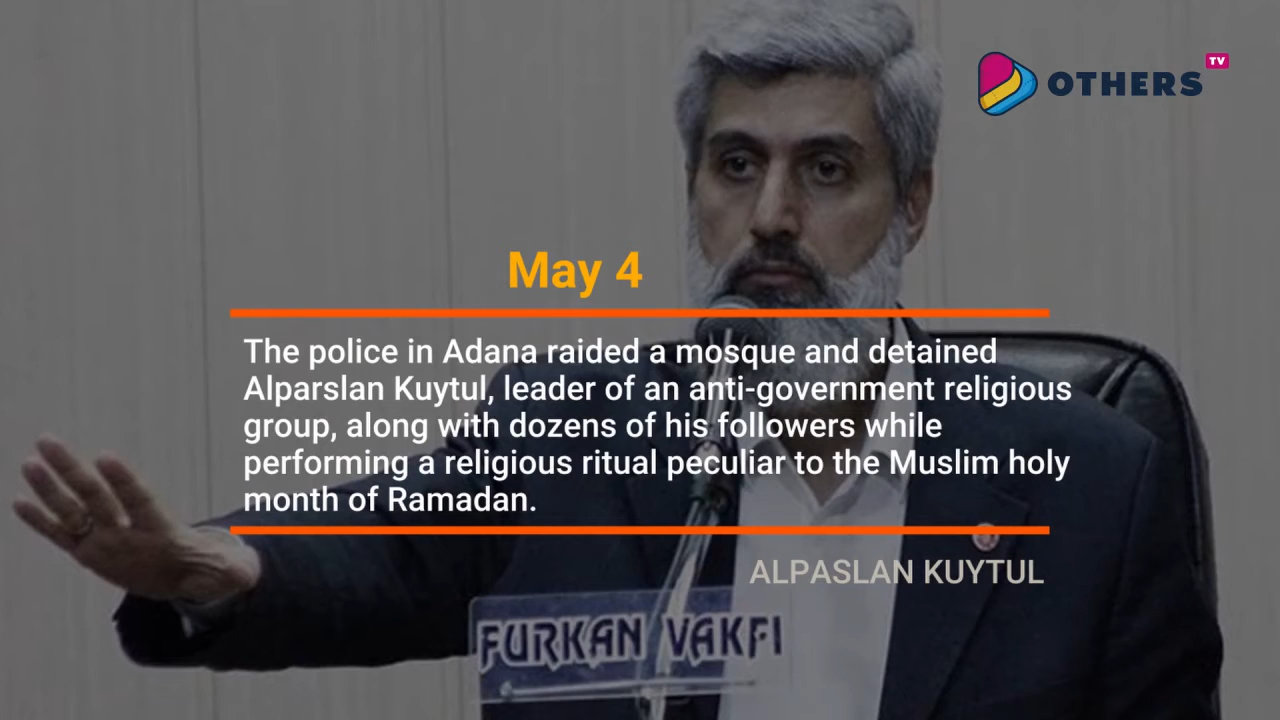 OTHERS TV
May 4
The police in Adana raided a mosque and detained
Alparslan Kuytul, leader of an anti-government religious
group, along with dozens of his followers while
performing a religious ritual peculiar to the Muslim holy
month of Ramadan.
ALPASLAN KUYTUL
FURKAN VAKFI